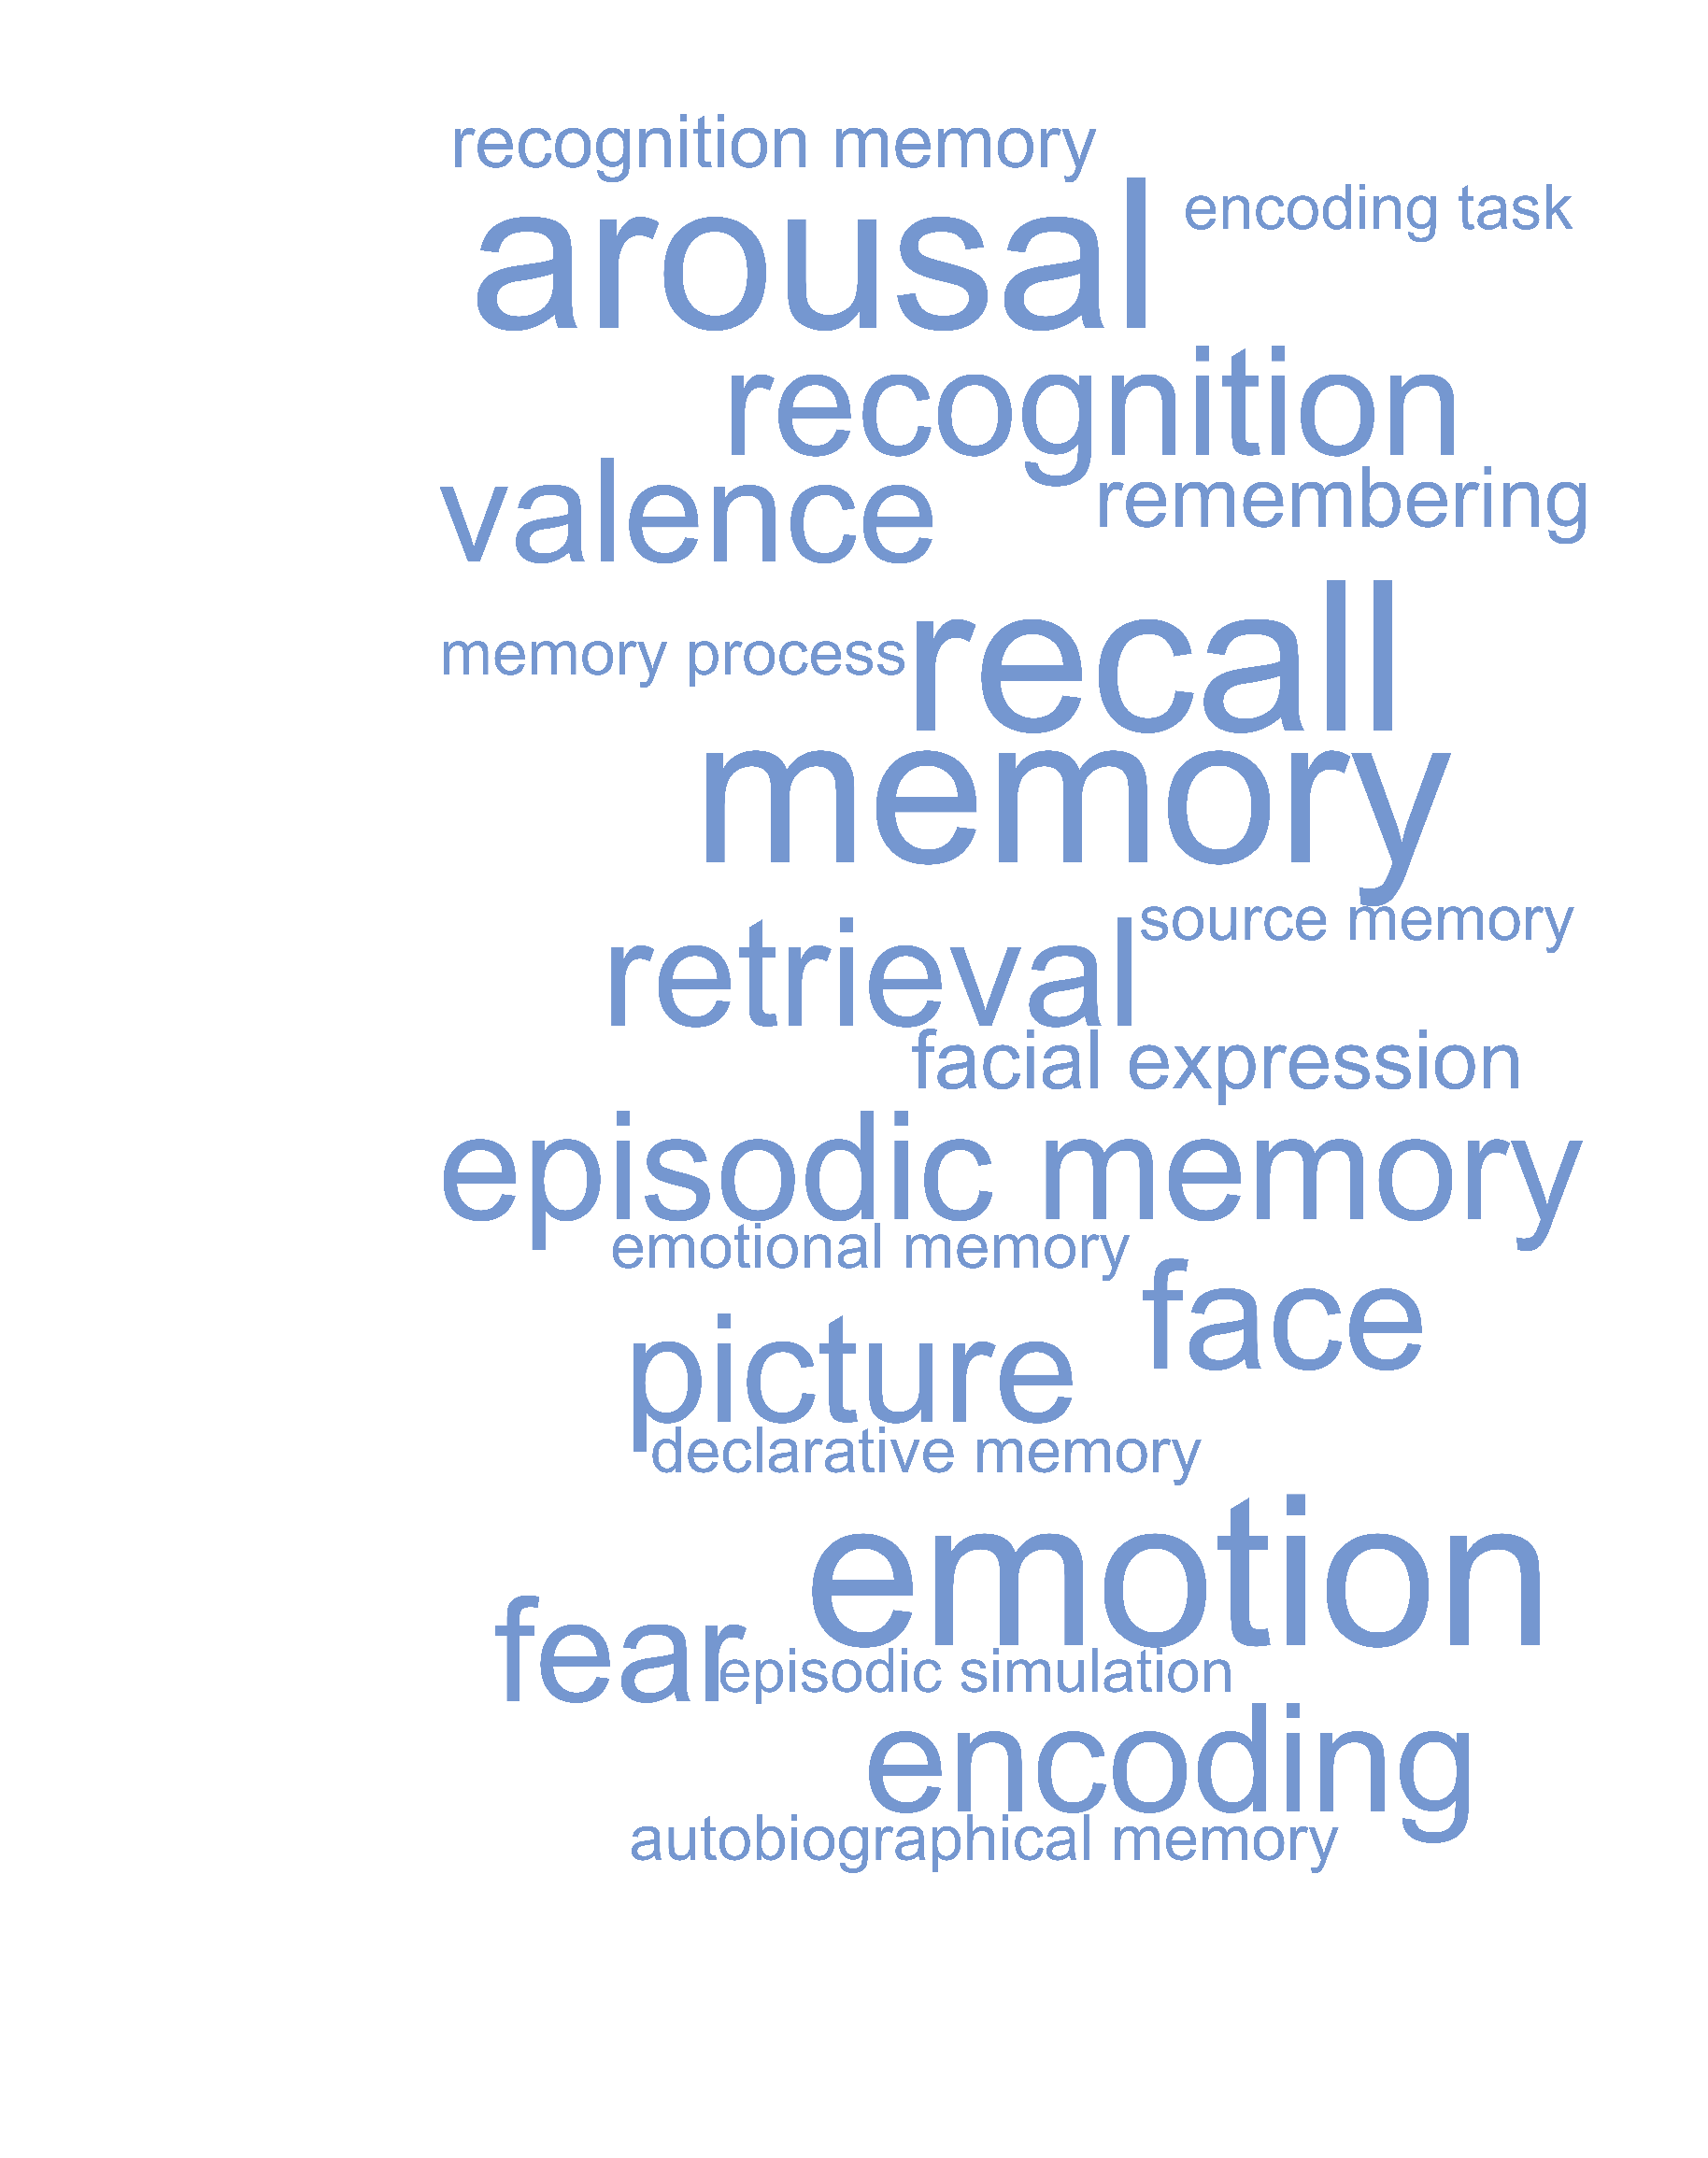 recognition memory
encoding task
arousal
recognition
valence
remembering
recall
memory process
memory
source memory
retrieval
facial expression
episodic memory
emotional memory
face
picture
declarative memory
emotion
fear
episodic simulation
encoding
autobiographical memory